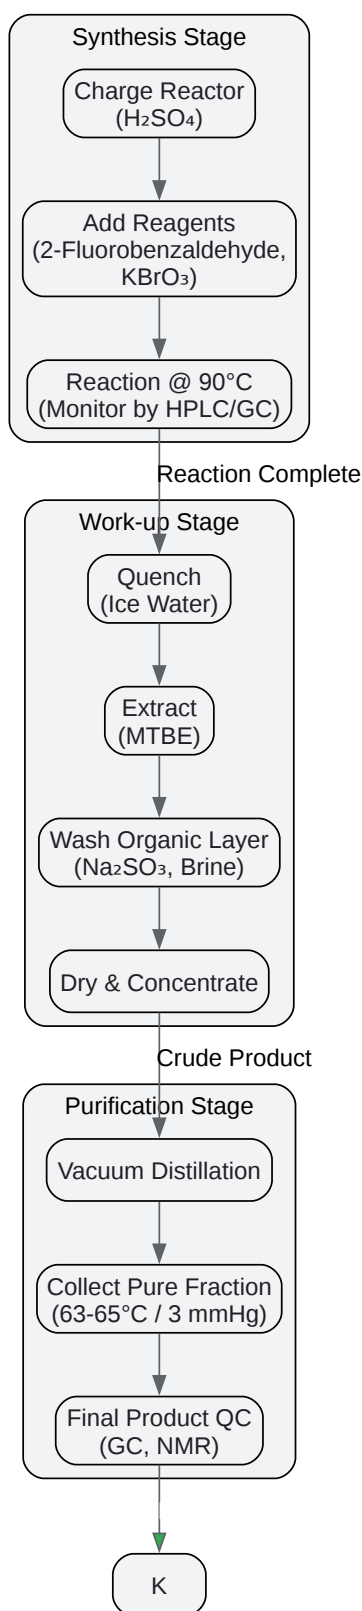 Synthesis Stage
Charge Reactor
(H₂SO₄)
Add Reagents
(2-Fluorobenzaldehyde,
KBrO₃)
Reaction @ 90°C
(Monitor by HPLC/GC)
Reaction Complete
Work-up Stage
Quench
(Ice Water)
Extract
(MTBE)
Wash Organic Layer
(Na₂SO₃, Brine)
Dry & Concentrate
Crude Product
Purification Stage
Vacuum Distillation
Collect Pure Fraction
(63-65°C / 3 mmHg)
Final Product QC
(GC, NMR)
K